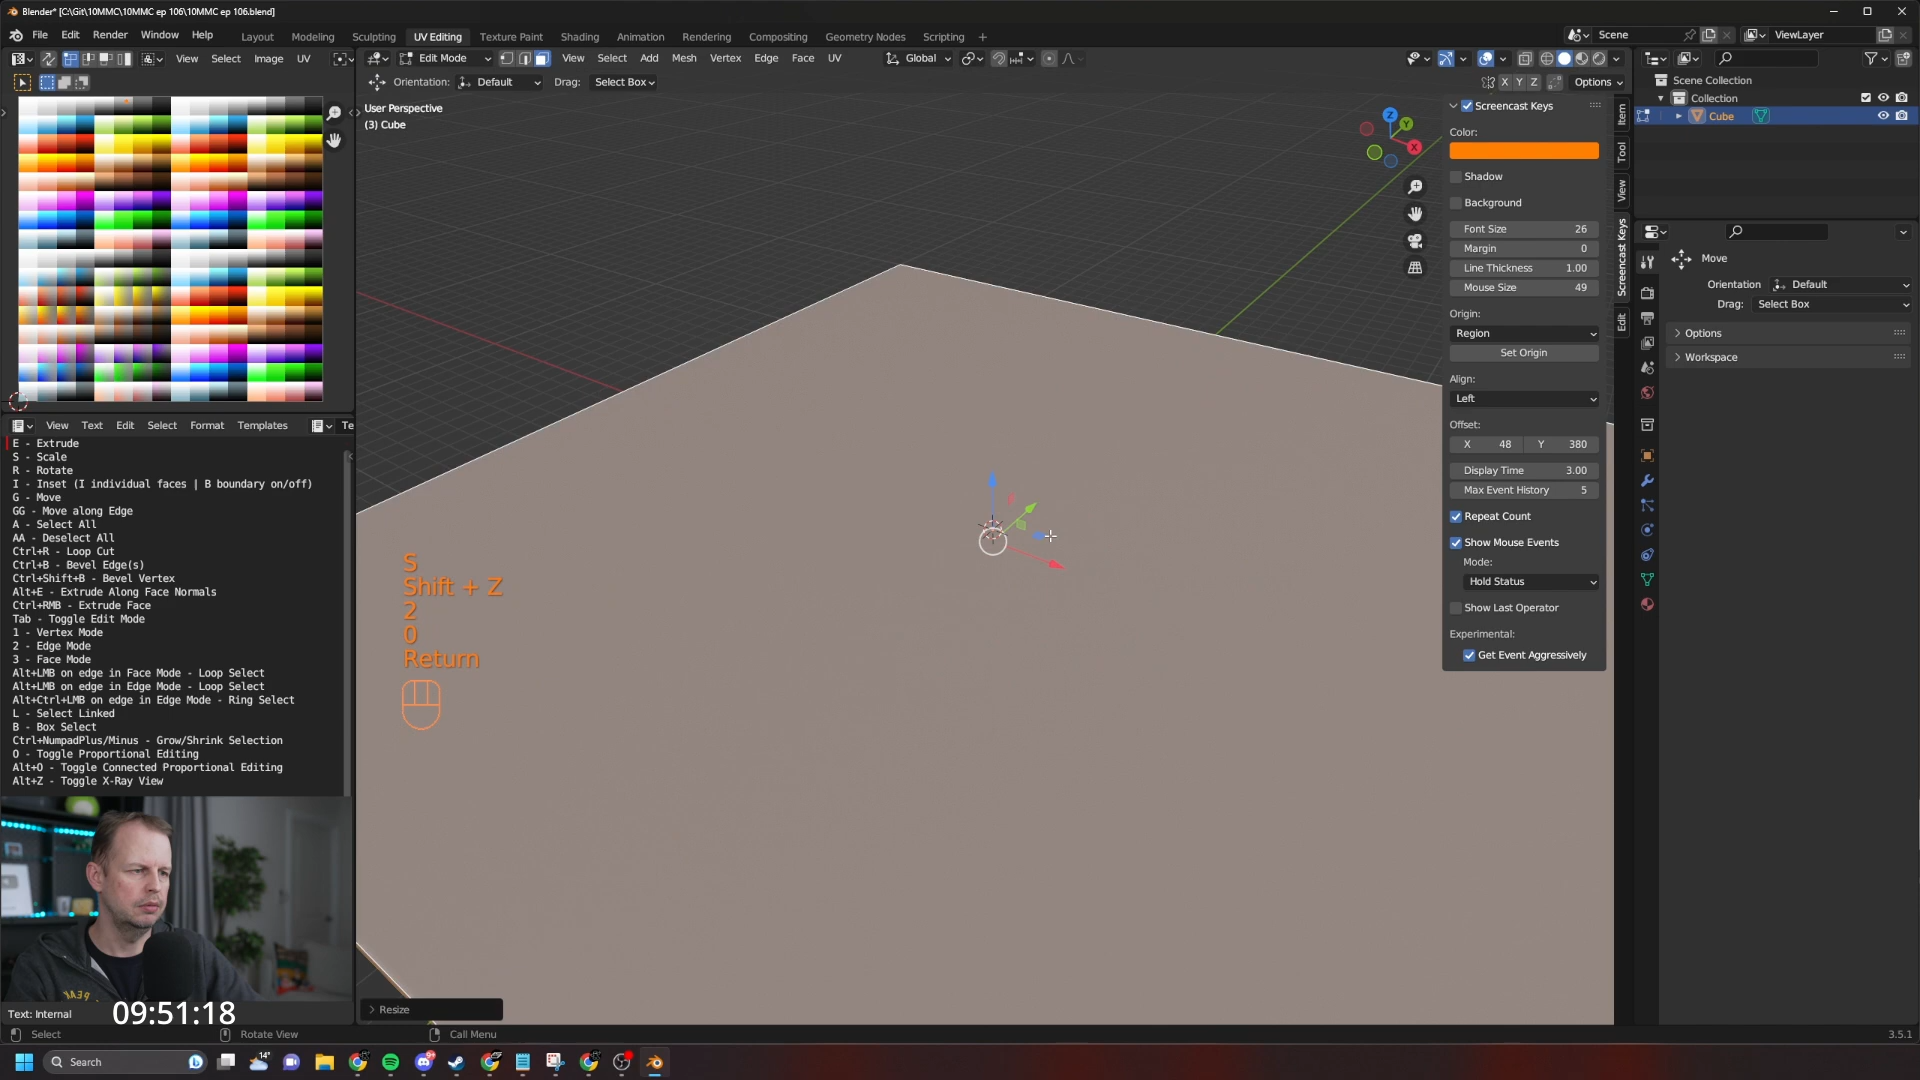 Blender* [C:\Git\10MMC\10MMC ep 106\10MMC ep 106.blend]
File Edit Render Window Help
Layout Modeling Sculpting UV Editing Texture Paint Shading Animation Rendering Compositing Geometry Nodes Scripting
Scene
ViewLayer
View Select Image UV
Edit Mode
View Select Add Mesh Vertex Edge Face UV
Global
Orientation: Default Drag: Select Box
X Y Z Options
User Perspective
(3) Cube
Screencast Keys
Color:
Shadow
Background
Font Size 26
Margin 0
Line Thickness 1.00
Mouse Size 49
Origin:
Region
Set Origin
Align:
Left
Offset:
X 48 Y 380
Display Time 3.00
Max Event History 5
Repeat Count
Show Mouse Events
Mode:
Hold Status
Show Last Operator
Experimental:
Get Event Aggressively
Item
Tool
View
Screencast Keys
Edit
Z
Y
X
Scene Collection
Collection
Cube
Move
Orientation Default
Drag: Select Box
Options
Workspace
View Text Edit Select Format Templates Te
E - Extrude
S - Scale
R - Rotate
I - Inset (I individual faces | B boundary on/off)
G - Move
GG - Move along Edge
A - Select All
AA - Deselect All
Ctrl+R - Loop Cut
Ctrl+B - Bevel Edge(s)
Ctrl+Shift+B - Bevel Vertex
Alt+E - Extrude Along Face Normals
Ctrl+RMB - Extrude Face
Tab - Toggle Edit Mode
1 - Vertex Mode
2 - Edge Mode
3 - Face Mode
Alt+LMB on edge in Face Mode - Loop Select
Alt+LMB on edge in Edge Mode - Loop Select
Alt+Ctrl+LMB on edge in Edge Mode - Ring Select
L - Select Linked
B - Box Select
Ctrl+NumpadPlus/Minus - Grow/Shrink Selection
O - Toggle Proportional Editing
Alt+O - Toggle Connected Proportional Editing
Alt+Z - Toggle X-Ray View
S
Shift + Z
2
0
Return
Resize
Text: Internal
09:51:18
Select
Rotate View
Call Menu
3.5.1
Search
14°